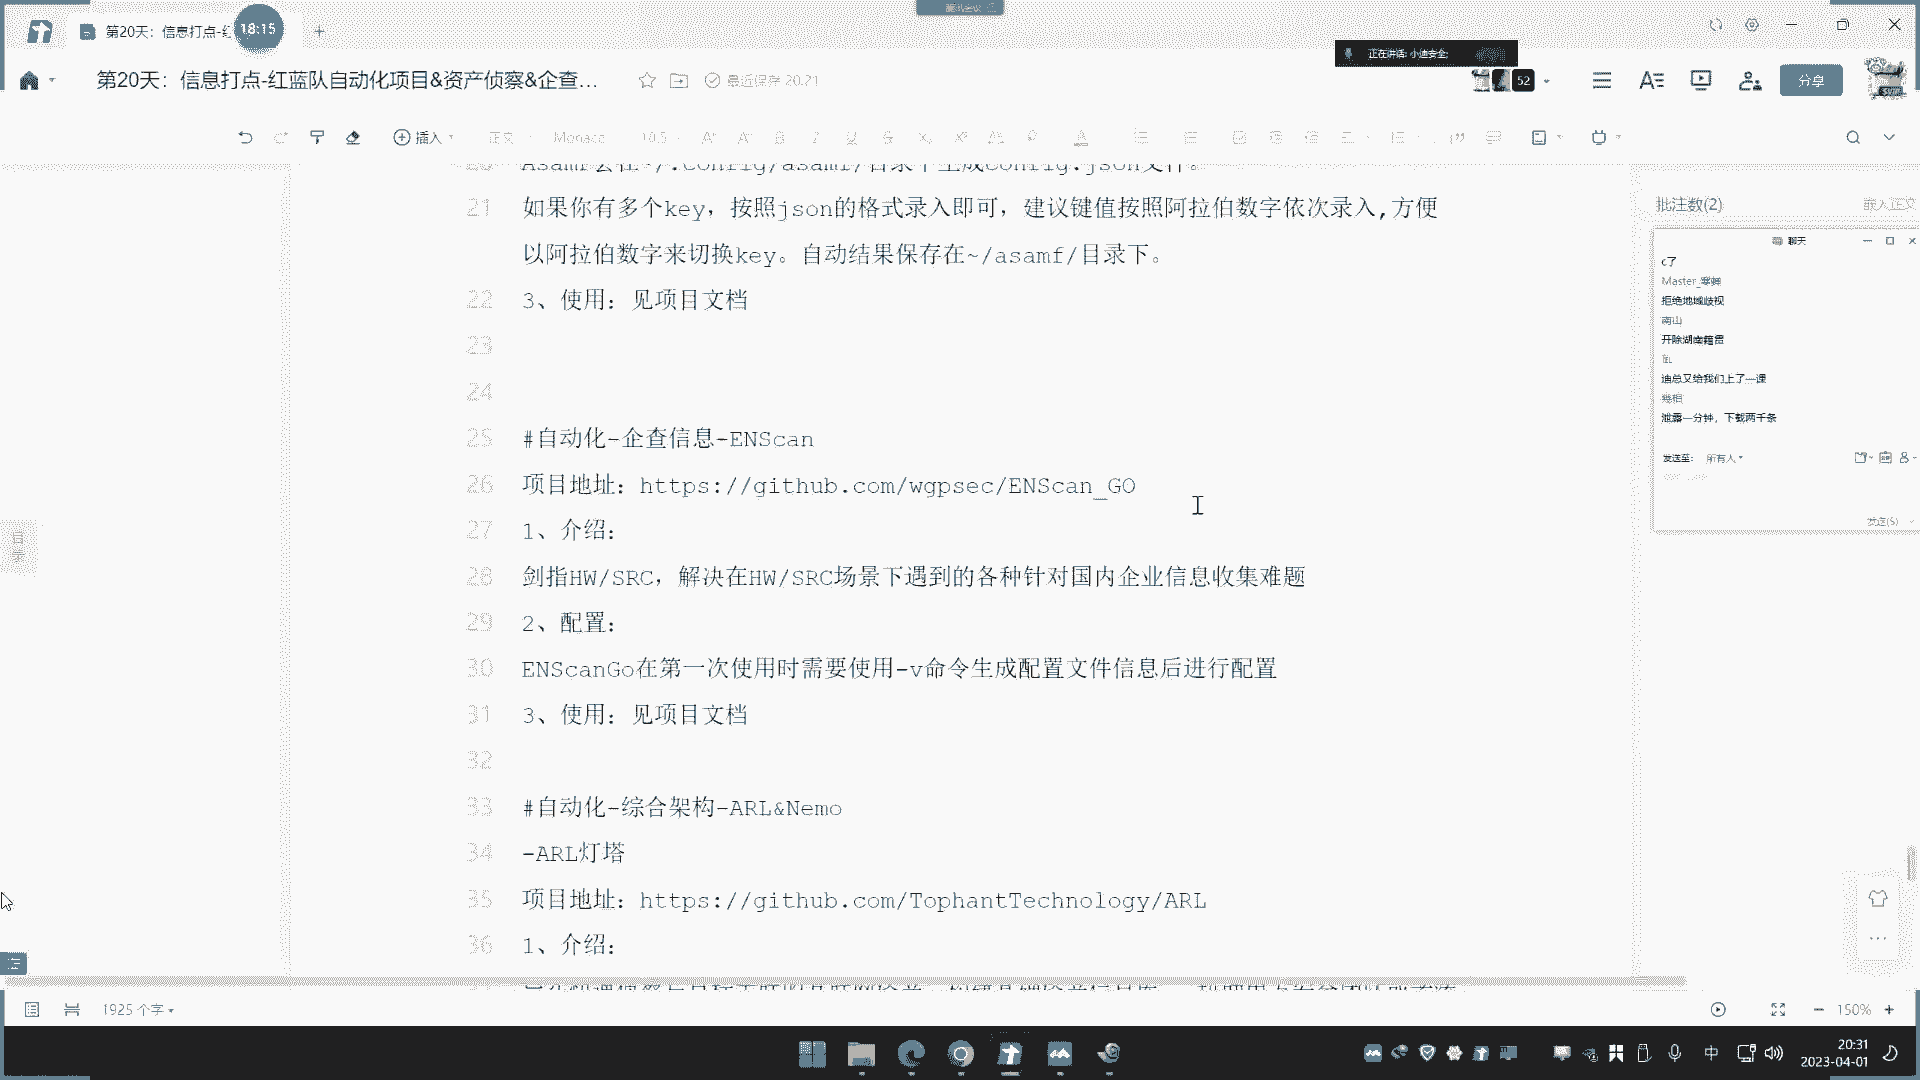 第20天：信息打点-红
18:15
正在讲话: 小迪安全;
第20天：信息打点-红蓝队自动化项目&资产侦察&企查...
最近保存 20:21
52
分享
插入
正文
Monaco
10.5
21 如果你有多个key，按照json的格式录入即可，建议键值按照阿拉伯数字依次录入,方便
以阿拉伯数字来切换key。自动结果保存在~/asamf/目录下。
22 3、使用：见项目文档
23
24
25 #自动化-企查信息-ENScan
26 项目地址：https://github.com/wgpsec/ENScan_GO
27 1、介绍：
28 剑指HW/SRC，解决在HW/SRC场景下遇到的各种针对国内企业信息收集难题
29 2、配置：
30 ENScanGo在第一次使用时需要使用-v命令生成配置文件信息后进行配置
31 3、使用：见项目文档
32
33 #自动化-综合架构-ARL&Nemo
34 -ARL灯塔
35 项目地址：https://github.com/TophantTechnology/ARL
36 1、介绍：
批注数(2)
嵌入正文
聊天
c了
拒绝地域歧视
南山
开除湖南籍贯
迪总又给我们上了一课
泄露一分钟，下载两千条
发送至: 所有人
发送(S)
目录
1925 个字
150%
中
20:31
2023-04-01